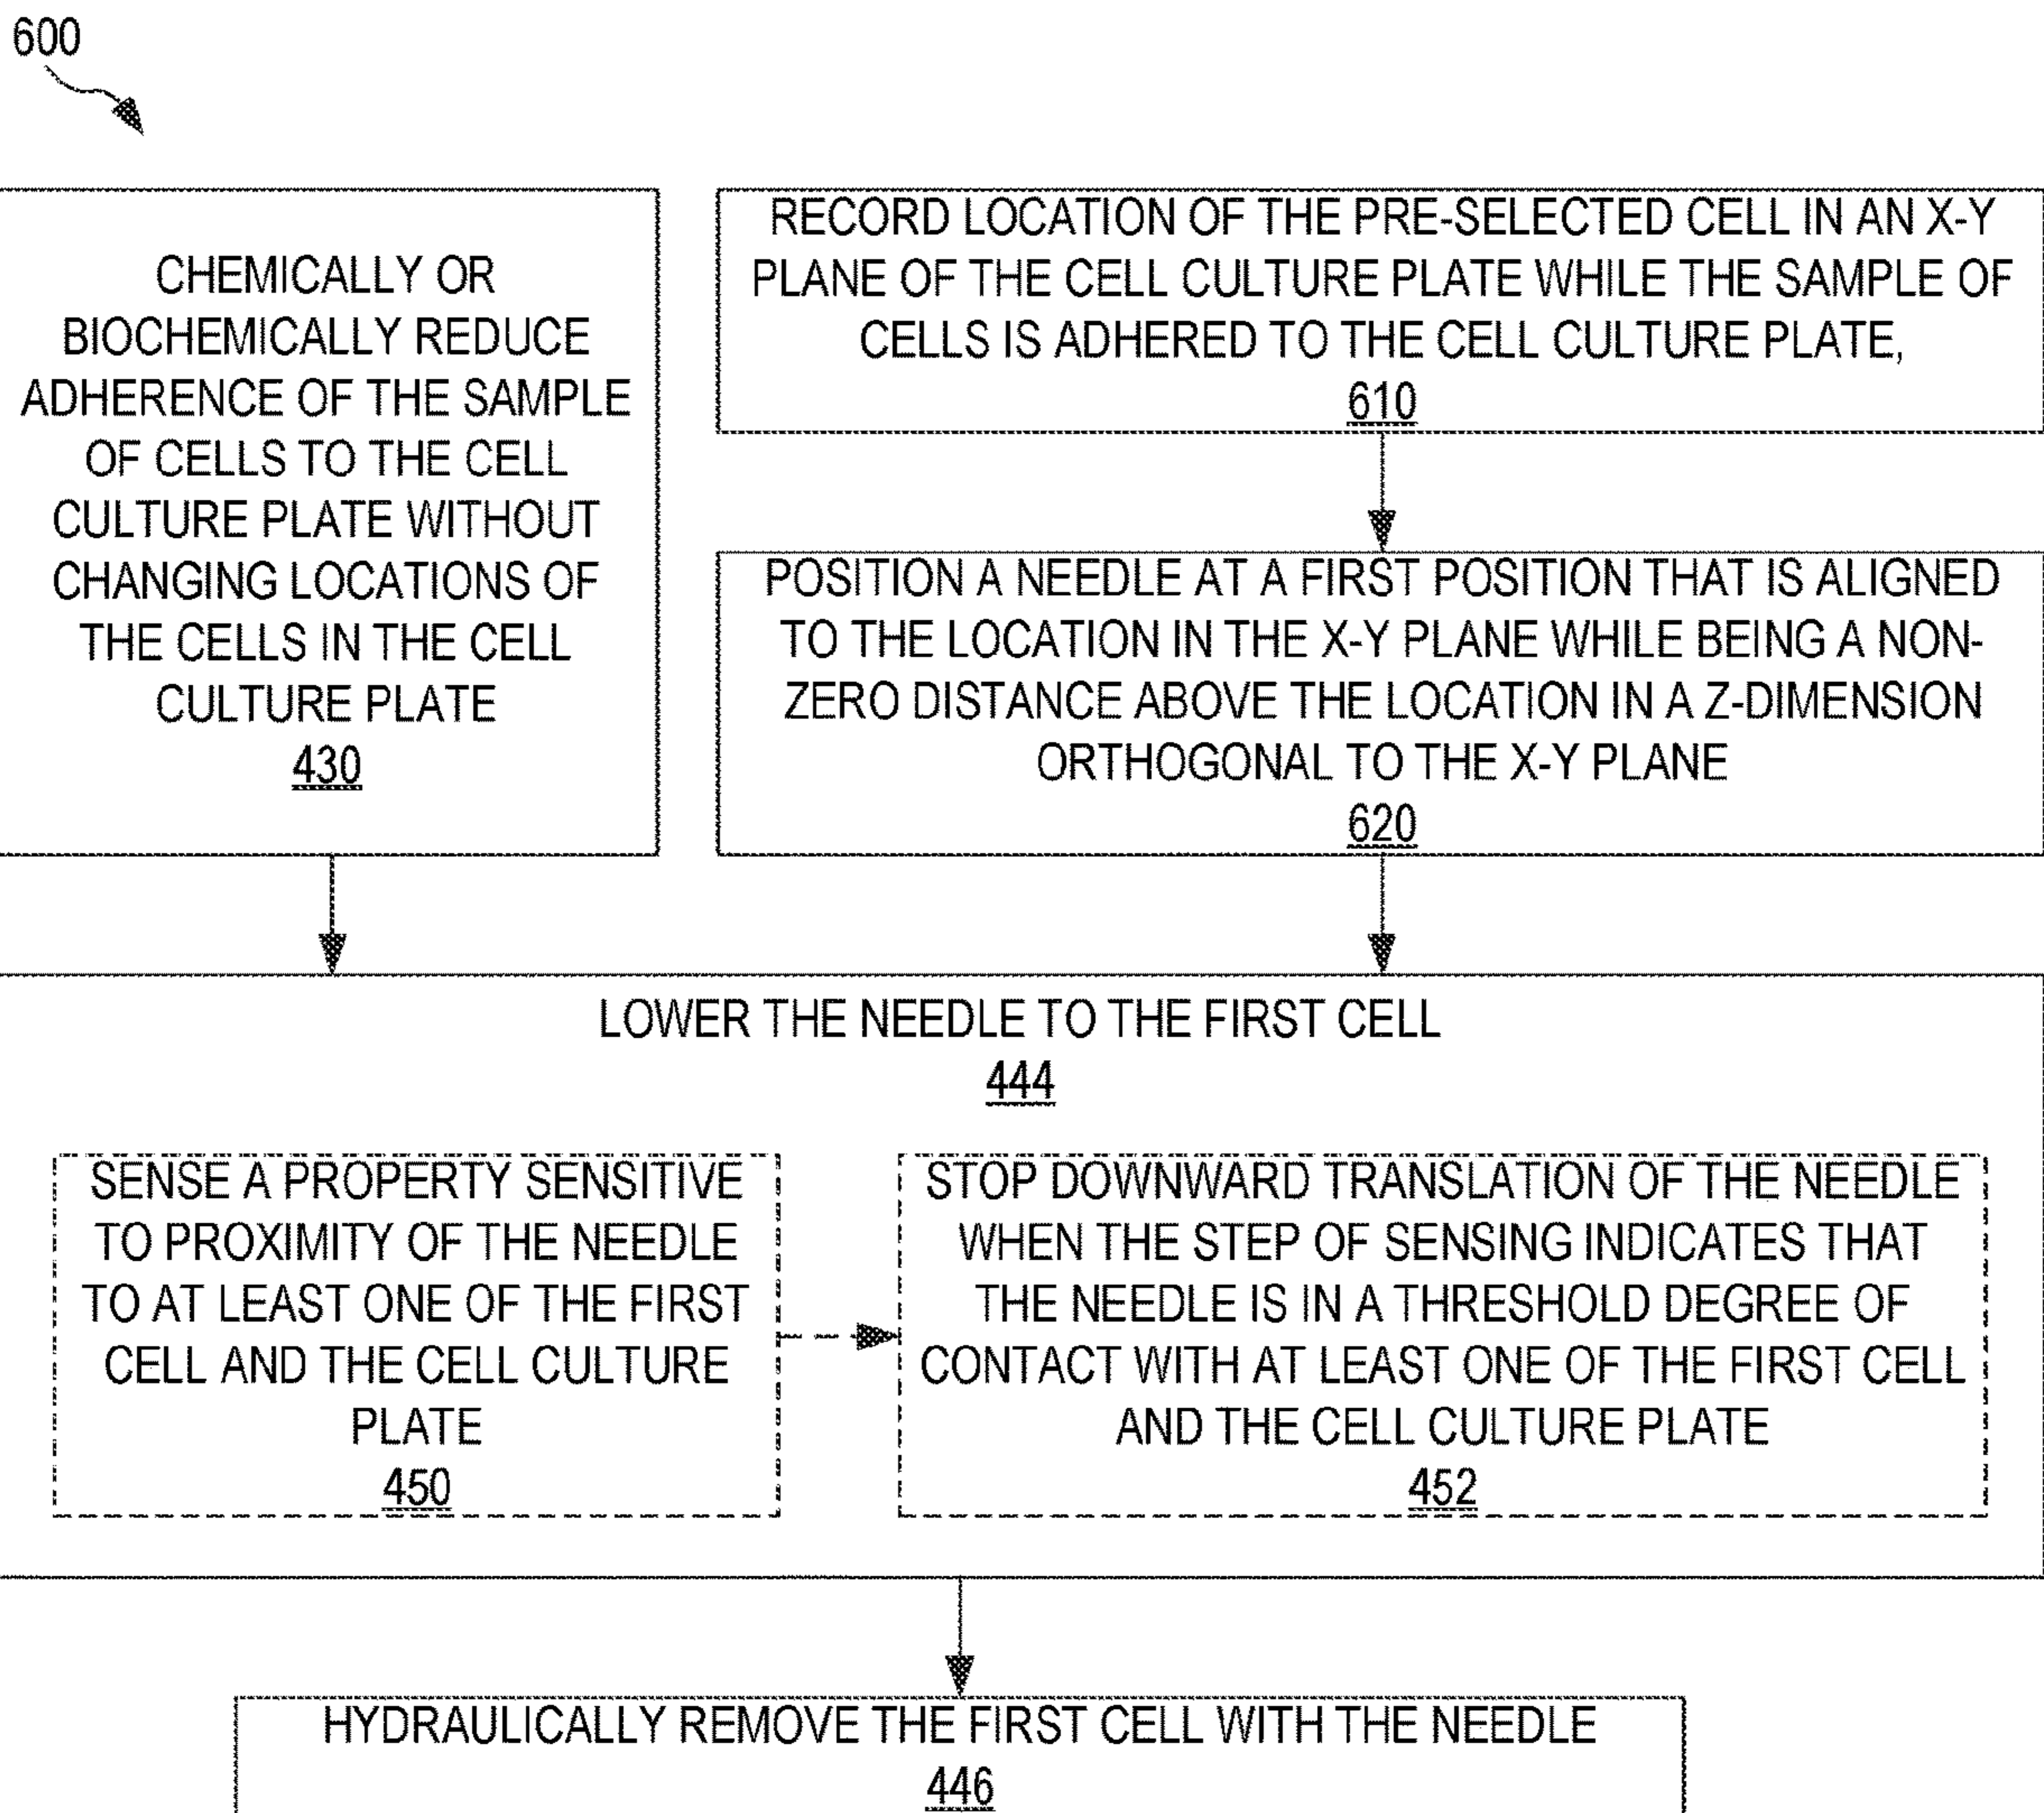 600
CHEMICALLY OR
BIOCHEMICALLY REDUCE
ADHERENCE OF THE SAMPLE
OF CELLS TO THE CELL
CULTURE PLATE WITHOUT
CHANGING LOCATIONS OF
THE CELLS IN THE CELL
CULTURE PLATE
430
RECORD LOCATION OF THE PRE-SELECTED CELL IN AN X-Y
PLANE OF THE CELL CULTURE PLATE WHILE THE SAMPLE OF
CELLS IS ADHERED TO THE CELL CULTURE PLATE,
610
POSITION A NEEDLE AT A FIRST POSITION THAT IS ALIGNED
TO THE LOCATION IN THE X-Y PLANE WHILE BEING A NON-
ZERO DISTANCE ABOVE THE LOCATION IN A Z-DIMENSION
ORTHOGONAL TO THE X-Y PLANE
620
LOWER THE NEEDLE TO THE FIRST CELL
444
SENSE A PROPERTY SENSITIVE
TO PROXIMITY OF THE NEEDLE
TO AT LEAST ONE OF THE FIRST
CELL AND THE CELL CULTURE
PLATE
450
STOP DOWNWARD TRANSLATION OF THE NEEDLE
WHEN THE STEP OF SENSING INDICATES THAT
THE NEEDLE IS IN A THRESHOLD DEGREE OF
CONTACT WITH AT LEAST ONE OF THE FIRST CELL
AND THE CELL CULTURE PLATE
452
HYDRAULICALLY REMOVE THE FIRST CELL WITH THE NEEDLE
446